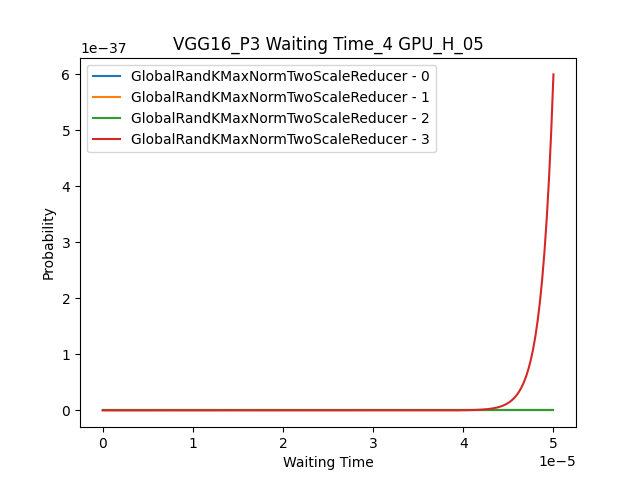 VGG16_P3 Waiting Time_4 GPU_H_05
1e−37
GlobalRandKMaxNormTwoScaleReducer - 0
GlobalRandKMaxNormTwoScaleReducer - 1
GlobalRandKMaxNormTwoScaleReducer - 2
GlobalRandKMaxNormTwoScaleReducer - 3
6
5
4
3
2
1
0
Probability
0 1 2 3 4 5
1e−5
Waiting Time